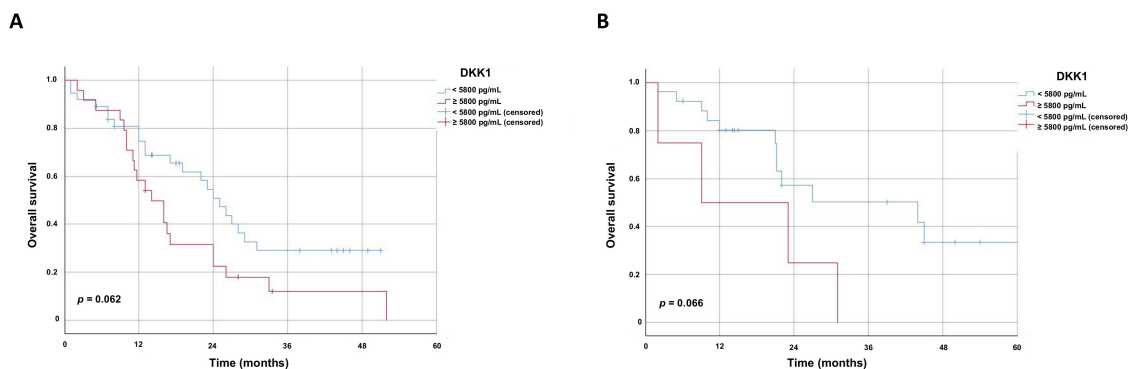 A
DKK1
< 5800 pg/mL
≥ 5800 pg/mL
< 5800 pg/mL (censored)
≥ 5800 pg/mL (censored)
Overall survival
1.0
0.8
0.6
0.4
0.2
0
p = 0.062
0 12 24 36 48 60
Time (months)
B
DKK1
< 5800 pg/mL
≥ 5800 pg/mL
< 5800 pg/mL (censored)
≥ 5800 pg/mL (censored)
Overall survival
1.0
0.8
0.6
0.4
0.2
0
p = 0.066
0 12 24 36 48 60
Time (months)